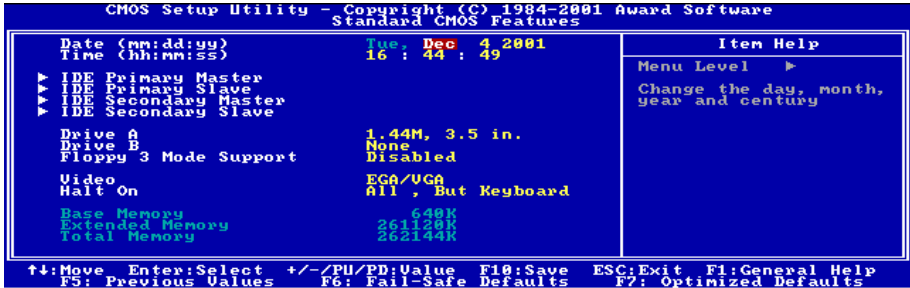 CMOS Setup Utility - Copyright (C) 1984-2001 Award Software
Standard CMOS Features
Date (mm:dd:yy) Tue, Dec 4 2001
Time (hh:mm:ss) 16 : 44 : 49
IDE Primary Master
IDE Primary Slave
IDE Secondary Master
IDE Secondary Slave
Drive A 1.44M, 3.5 in.
Drive B None
Floppy 3 Mode Support Disabled
Video EGA/VGA
Halt On All , But Keyboard
Base Memory 640K
Extended Memory 261120K
Total Memory 262144K
Item Help
Menu Level ▶
Change the day, month,
year and century
↑↓:Move Enter:Select +/-/PU/PD:Value F10:Save ESC:Exit F1:General Help
F5: Previous Values F6: Fail-Safe Defaults F7: Optimized Defaults